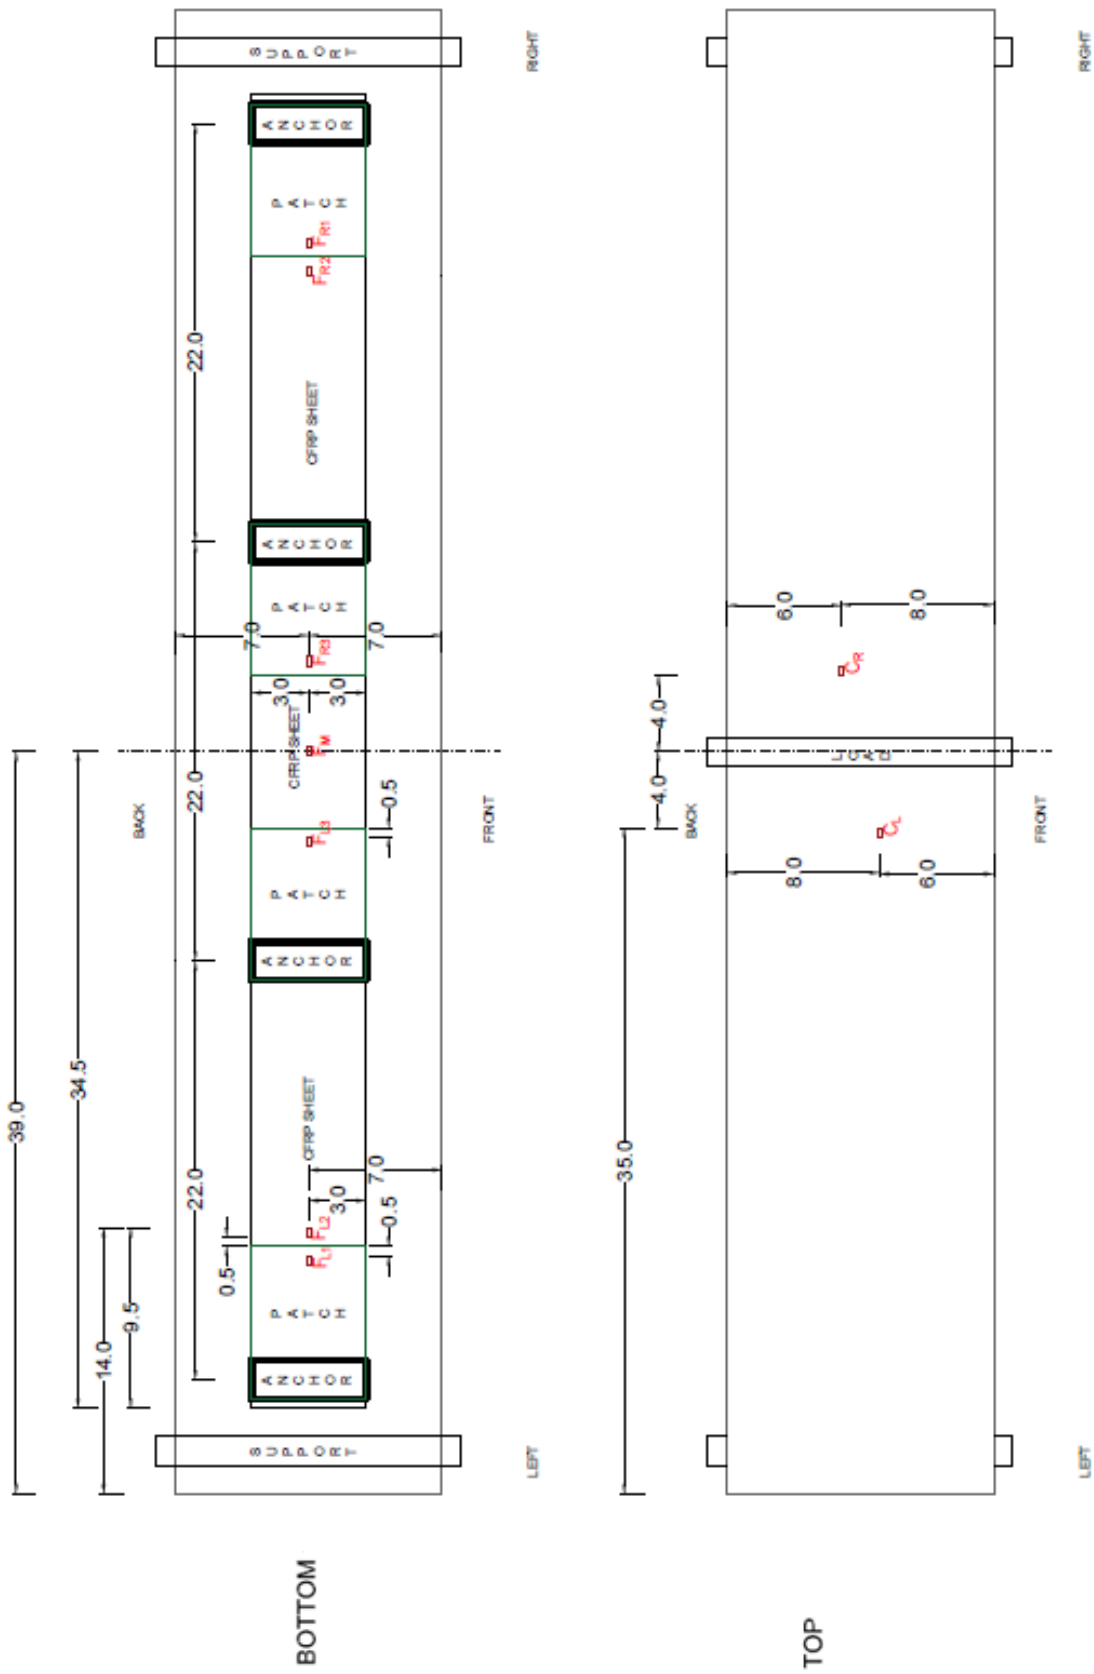 BOTTOM
39.0
34.5
14.0
9.5
BACK
22.0
22.0
22.0
0.5
SUPPORT
ANCHOR
PATCH
FL1
FL2
CFRP SHEET
ANCHOR
PATCH
FL3
FM
CFRP SHEET
FR3
PATCH
ANCHOR
CFRP SHEET
FR2
FR1
PATCH
ANCHOR
SUPPORT
3.0
7.0
0.5
0.5
3.0
3.0
7.0
7.0
LEFT
FRONT
RIGHT
TOP
35.0
4.0
4.0
BACK
8.0
6.0
CL
LOAD
CR
6.0
8.0
LEFT
FRONT
RIGHT